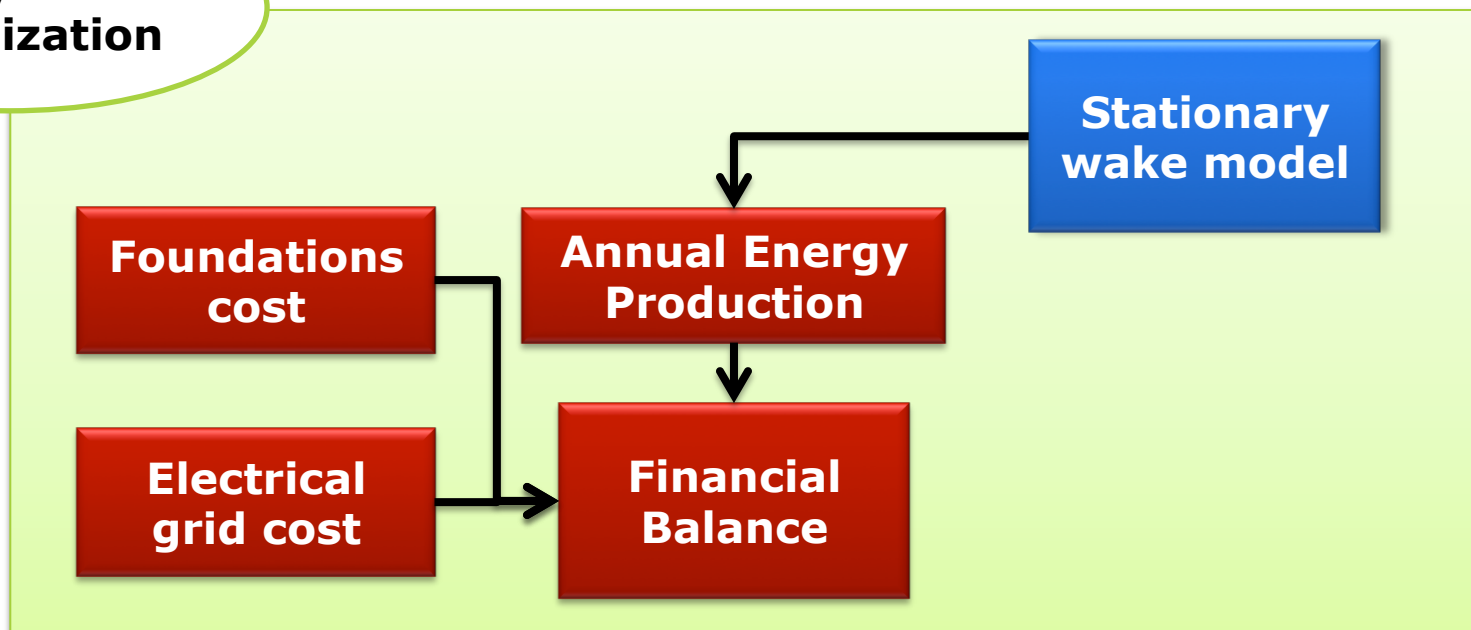 ization
Stationary
wake model
Foundations
cost
Annual Energy
Production
Electrical
grid cost
Financial
Balance